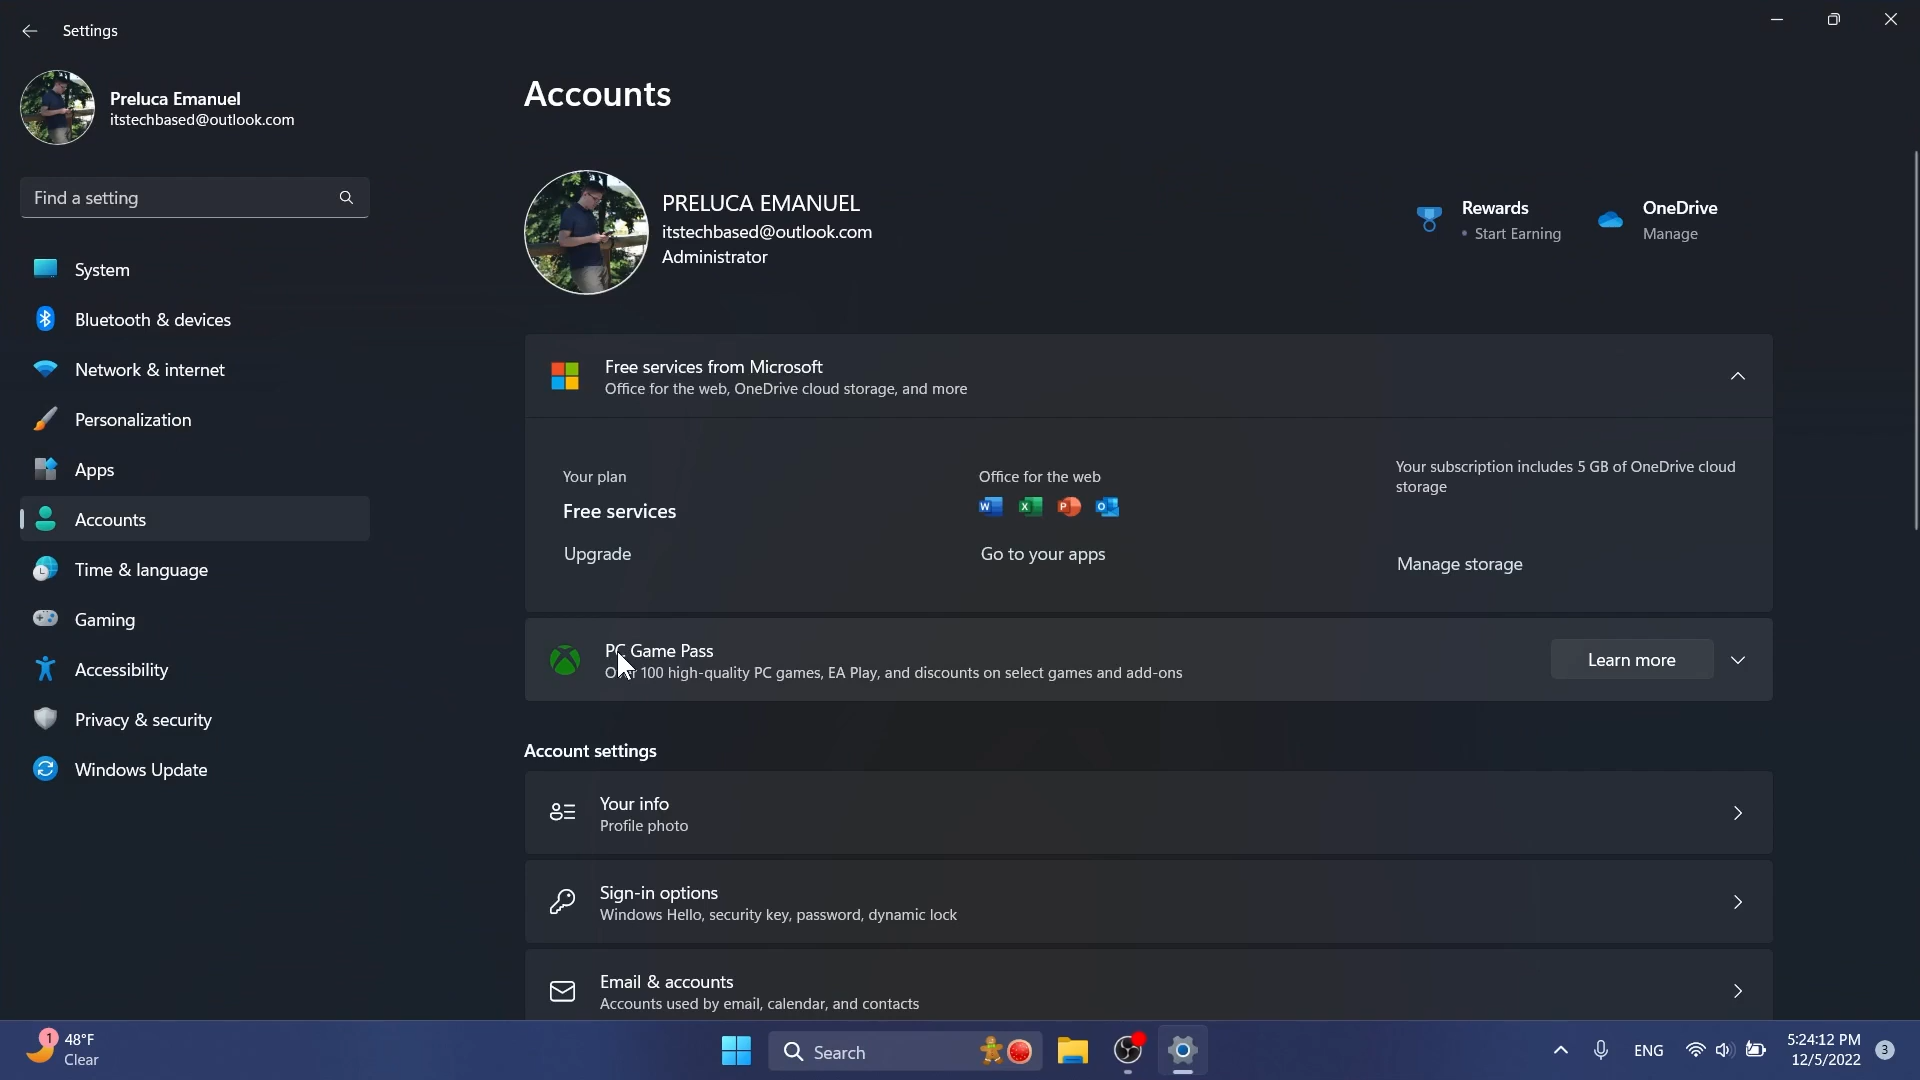 Settings
Preluca Emanuel
itstechbased@outlook.com
Find a setting
System
Bluetooth & devices
Network & internet
Personalization
Apps
Accounts
Time & language
Gaming
Accessibility
Privacy & security
Windows Update
Accounts
PRELUCA EMANUEL
itstechbased@outlook.com
Administrator
Rewards
• Start Earning
OneDrive
Manage
Free services from Microsoft
Office for the web, OneDrive cloud storage, and more
Your plan
Free services
Upgrade
Office for the web
Go to your apps
Your subscription includes 5 GB of OneDrive cloud
storage
Manage storage
PC Game Pass
Over 100 high-quality PC games, EA Play, and discounts on select games and add-ons
Learn more
Account settings
Your info
Profile photo
Sign-in options
Windows Hello, security key, password, dynamic lock
Email & accounts
Accounts used by email, calendar, and contacts
1
48°F
Clear
Search
ENG
5:24:12 PM
12/5/2022
3